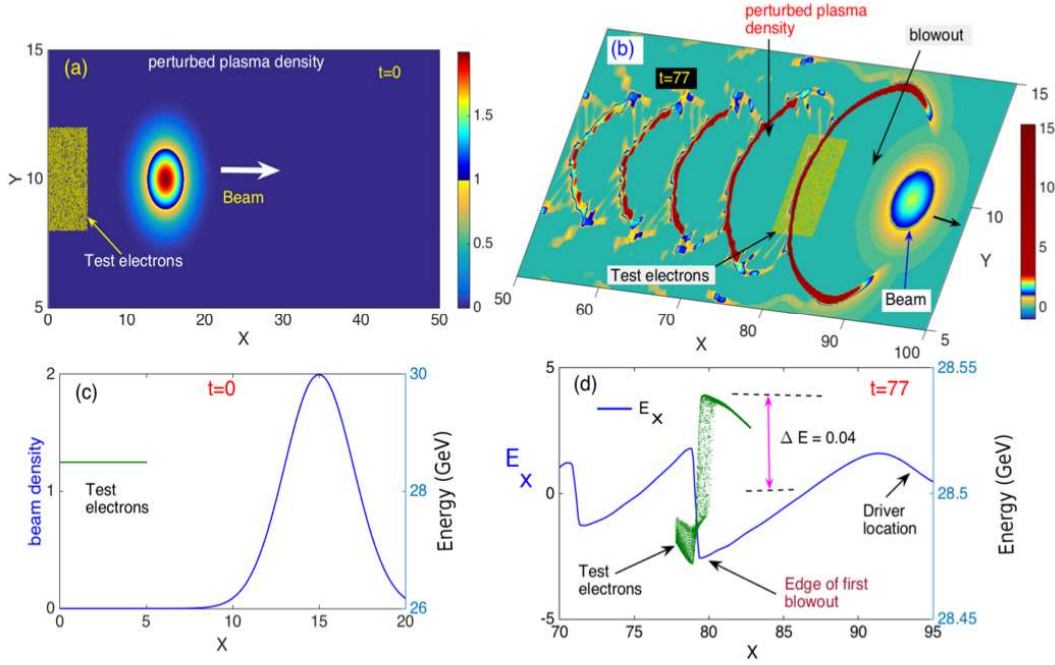 15
(a)
perturbed plasma density
t=0
Y
10
Beam
Test electrons
5
0
10
20
30
40
50
X
1.5
1
0.5
0
(b)
perturbed plasma
density
blowout
t=77
Test electrons
Beam
15
10
5
Y
50
60
70
80
90
100
X
15
10
5
0
(c)
t=0
2
1
0
beam density
Test
electrons
0
5
10
15
20
X
30
28
26
Energy (GeV)
(d)
t=77
5
0
-5
E_X
E_X
Δ E = 0.04
Driver
location
Test
electrons
Edge of first
blowout
70
75
80
85
90
95
X
28.55
28.5
28.45
Energy (GeV)